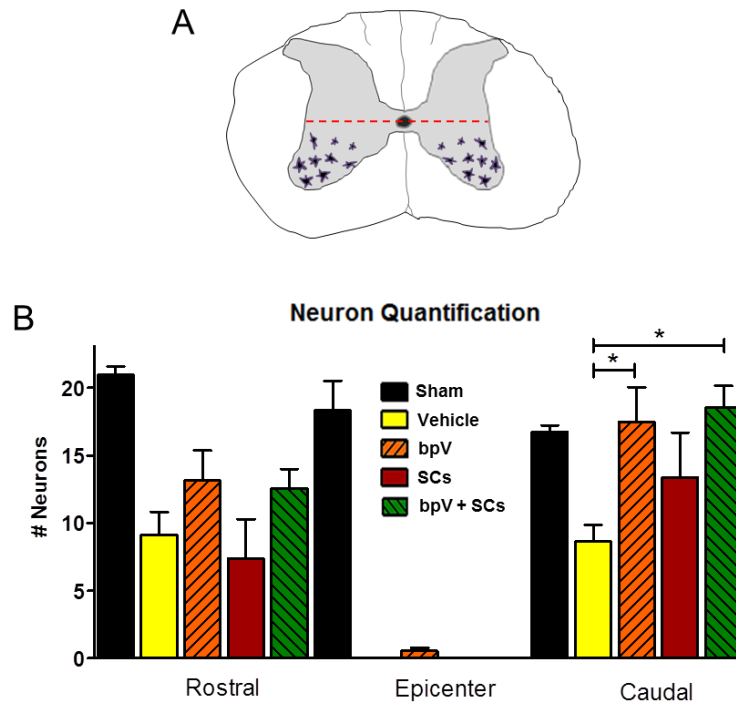 A
B
Neuron Quantification
# Neurons
20
15
10
5
0
Sham
Vehicle
bpV
SCs
bpV + SCs
*
*
Rostral
Epicenter
Caudal